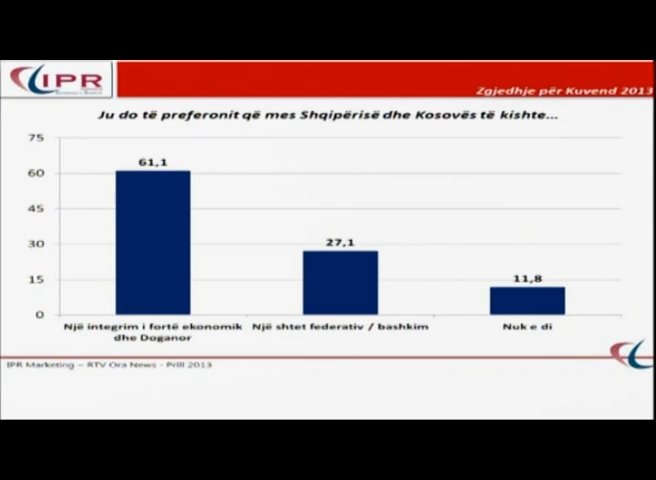 IPR
Zgjedhje për Kuvend 2013
Ju do të preferonit që mes Shqipërisë dhe Kosovës të kishte...
75
60
45
30
15
0
61,1
27,1
11,8
Një integrim i fortë ekonomik
dhe Doganor
Një shtet federativ / bashkim
Nuk e di
IPR Marketing – RTV Ora News - Prill 2013